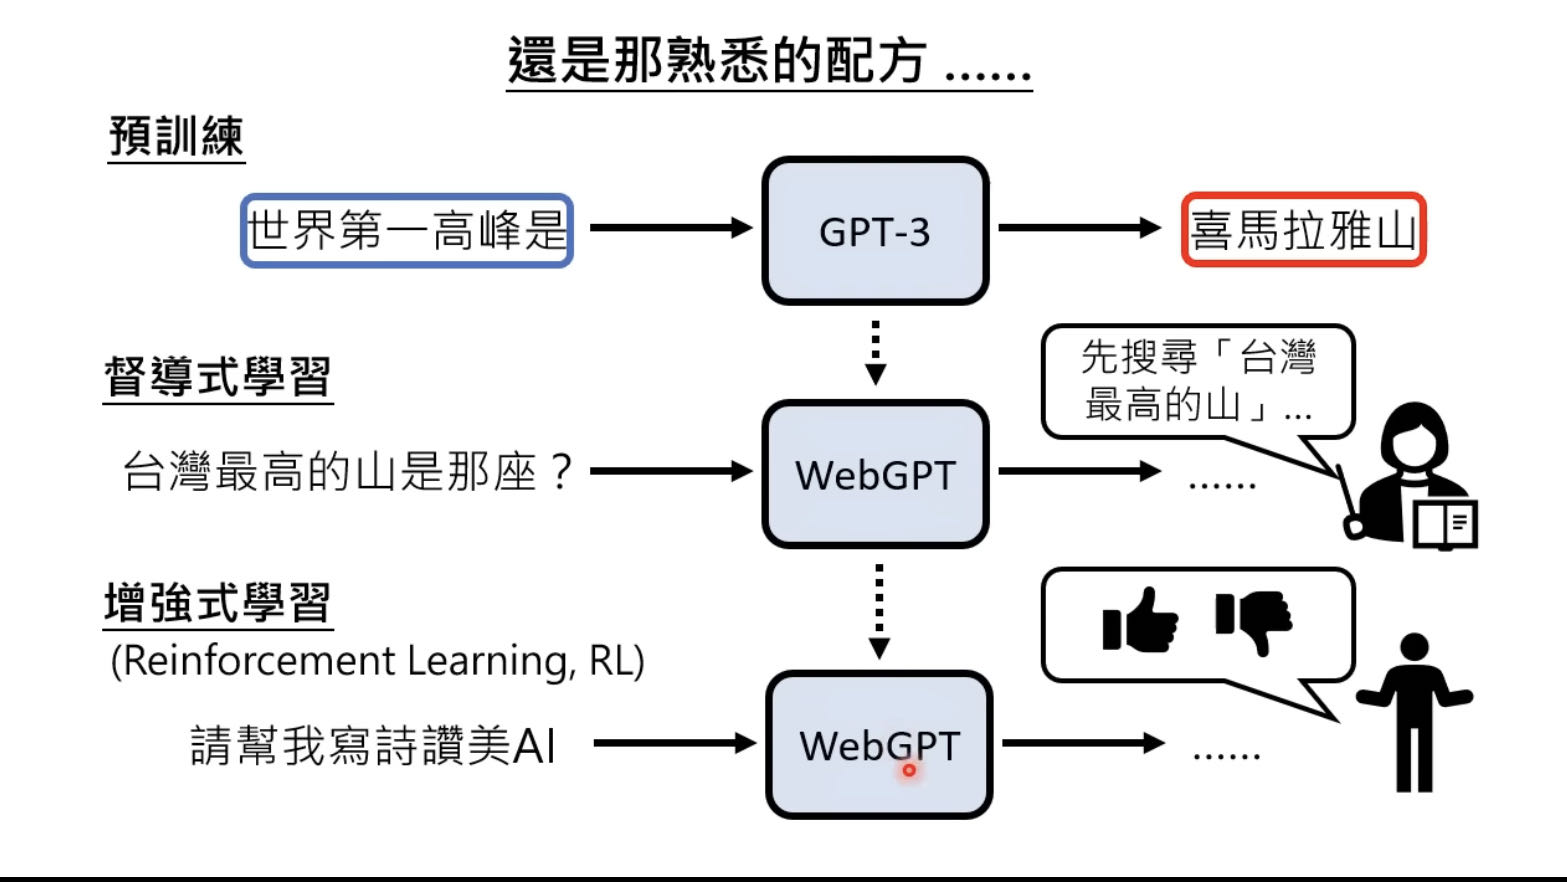 還是那熟悉的配方 ......
預訓練
世界第一高峰是
GPT-3
喜馬拉雅山
督導式學習
台灣最高的山是那座？
WebGPT
先搜尋「台灣
最高的山」...
......
增強式學習
(Reinforcement Learning, RL)
請幫我寫詩讚美AI
WebGPT
......